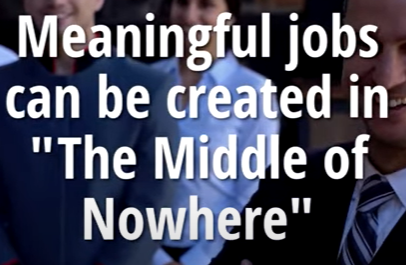 Meaningful jobs
can be created in
"The Middle of
Nowhere"